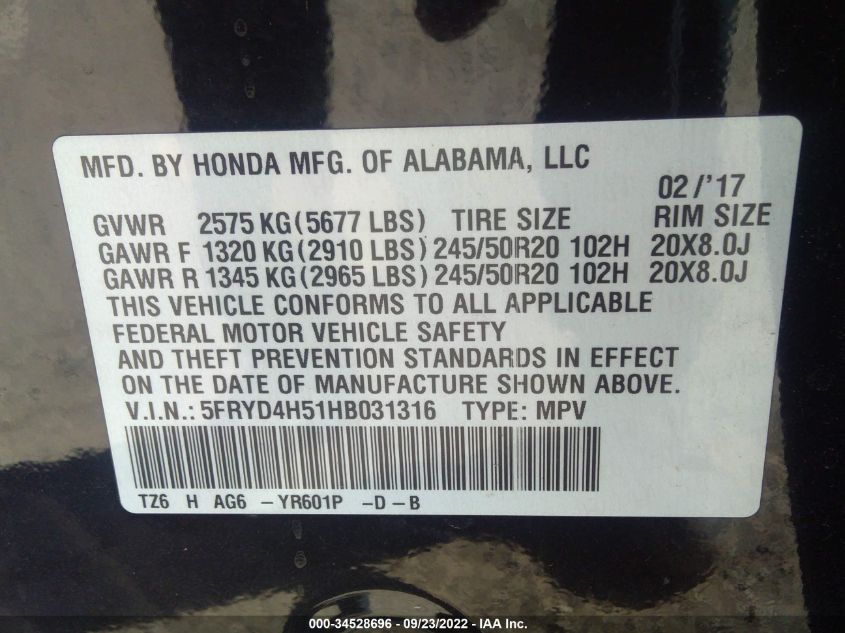 MFD. BY HONDA MFG. OF ALABAMA, LLC
02/'17
GVWR 2575 KG(5677 LBS) TIRE SIZE RIM SIZE
GAWR F 1320 KG(2910 LBS) 245/50R20 102H 20X8.0J
GAWR R 1345 KG(2965 LBS) 245/50R20 102H 20X8.0J
THIS VEHICLE CONFORMS TO ALL APPLICABLE
FEDERAL MOTOR VEHICLE SAFETY
AND THEFT PREVENTION STANDARDS IN EFFECT
ON THE DATE OF MANUFACTURE SHOWN ABOVE.
V.I.N.: 5FRYD4H51HB031316 TYPE: MPV
TZ6 H AG6 -YR601P -D-B
000-34528696 - 09/23/2022 - IAA Inc.